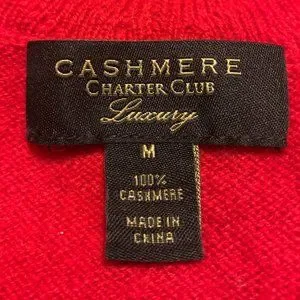 CASHMERE
CHARTER CLUB
Luxury
M
100%
CASHMERE
MADE IN
CHINA